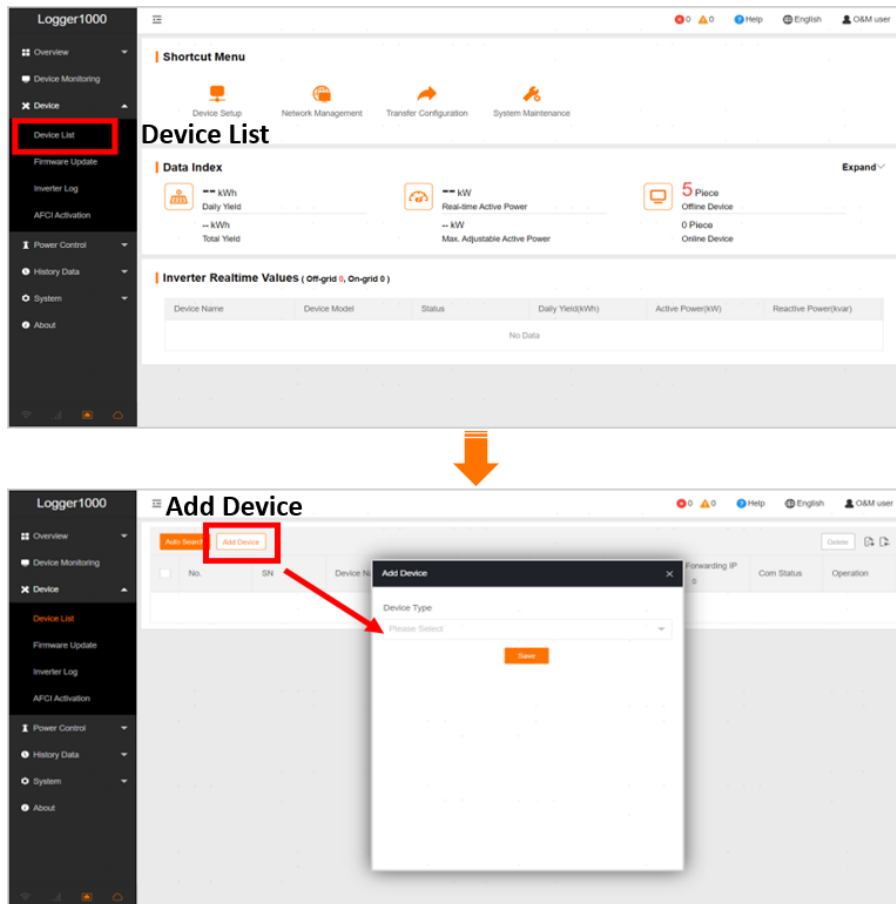 Logger1000
0 0 Help English O&M user
Overview
Device Monitoring
Device
Device List
Firmware Update
Inverter Log
AFCI Activation
Power Control
History Data
System
About
Shortcut Menu
Device Setup Network Management Transfer Configuration System Maintenance
Device List
Data Index Expand
-- kWh -- kW 5 Piece
Daily Yield Real-time Active Power Offline Device
-- kWh -- kW 0 Piece
Total Yield Max. Adjustable Active Power Online Device
Inverter Realtime Values ( Off-grid 0, On-grid 0 )
Device Name Device Model Status Daily Yield(kWh) Active Power(kW) Reactive Power(kvar)
No Data
Logger1000
Add Device
0 0 Help English O&M user
Overview
Device Monitoring
Device
Device List
Firmware Update
Inverter Log
AFCI Activation
Power Control
History Data
System
About
Auto Search Add Device Delete
No. SN Device Forwarding IP Com Status Operation
Add Device
Device Type
Please Select
Save